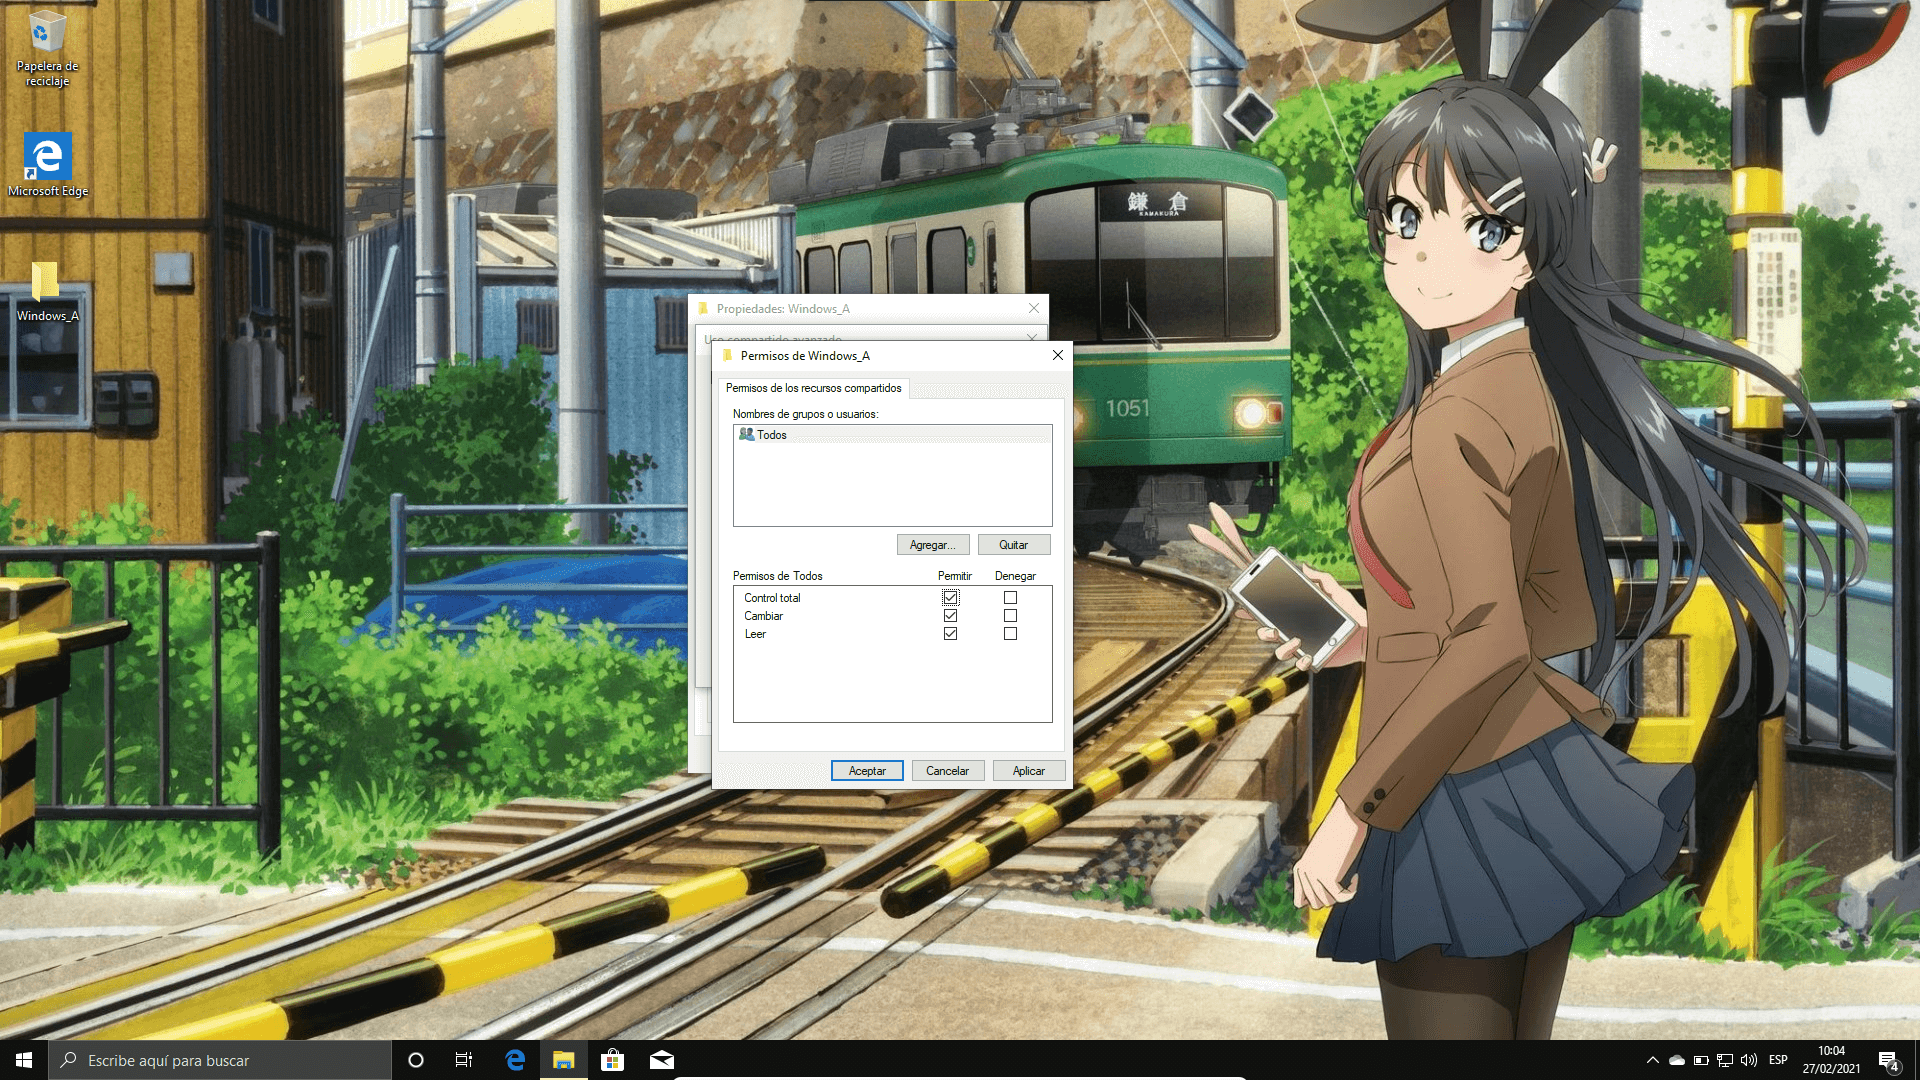 Papelera de
reciclaje
Microsoft Edge
Windows_A
鎌倉
KAMAKURA
1051
Propiedades: Windows_A
Uso compartido avanzado
Permisos de Windows_A
Permisos de los recursos compartidos
Nombres de grupos o usuarios:
Todos
Agregar...
Quitar
Permisos de Todos
Permitir
Denegar
Control total
Cambiar
Leer
Aceptar
Cancelar
Aplicar
Escribe aquí para buscar
ESP
10:04
27/02/2021
4